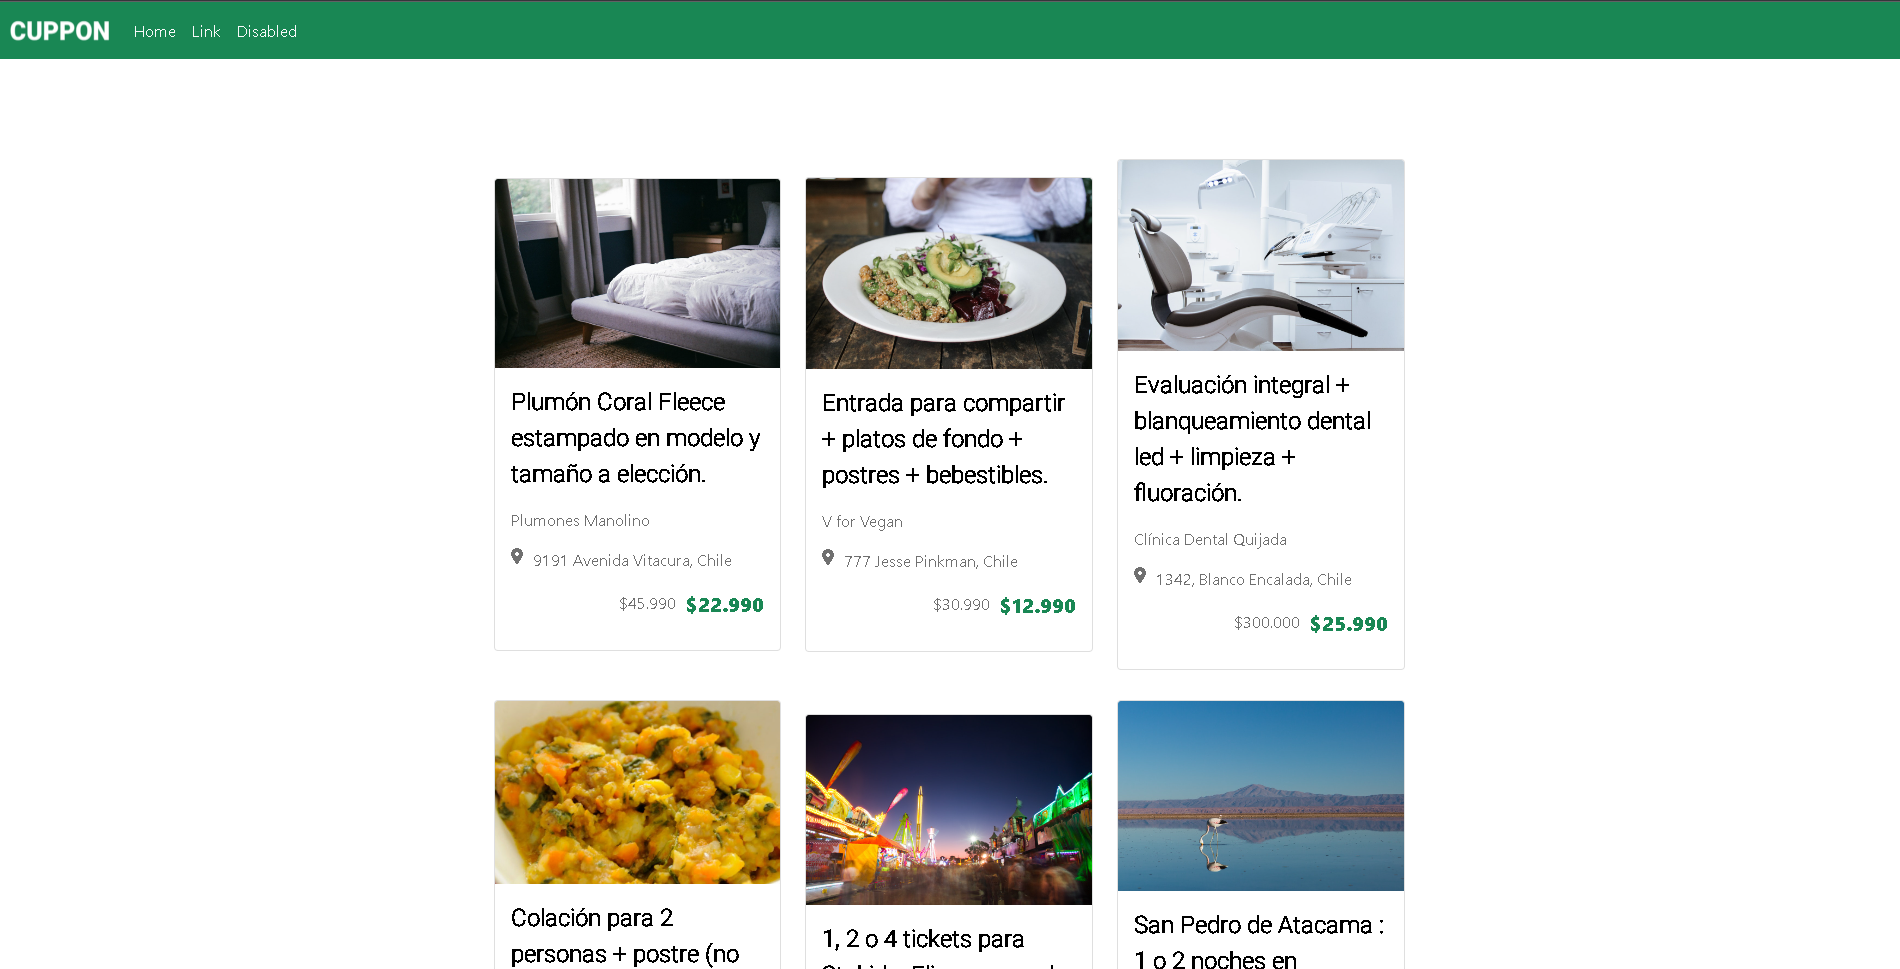 CUPPON Home Link Disabled
Plumón Coral Fleece
estampado en modelo y
tamaño a elección.
Plumones Manolino
9191 Avenida Vitacura, Chile
$45.990 $22.990
Entrada para compartir
+ platos de fondo +
postres + bebestibles.
V for Vegan
777 Jesse Pinkman, Chile
$30.990 $12.990
Evaluación integral +
blanqueamiento dental
led + limpieza +
fluoración.
Clínica Dental Quijada
1342, Blanco Encalada, Chile
$300.000 $25.990
Colación para 2
personas + postre (no
1, 2 o 4 tickets para
San Pedro de Atacama :
1 o 2 noches en